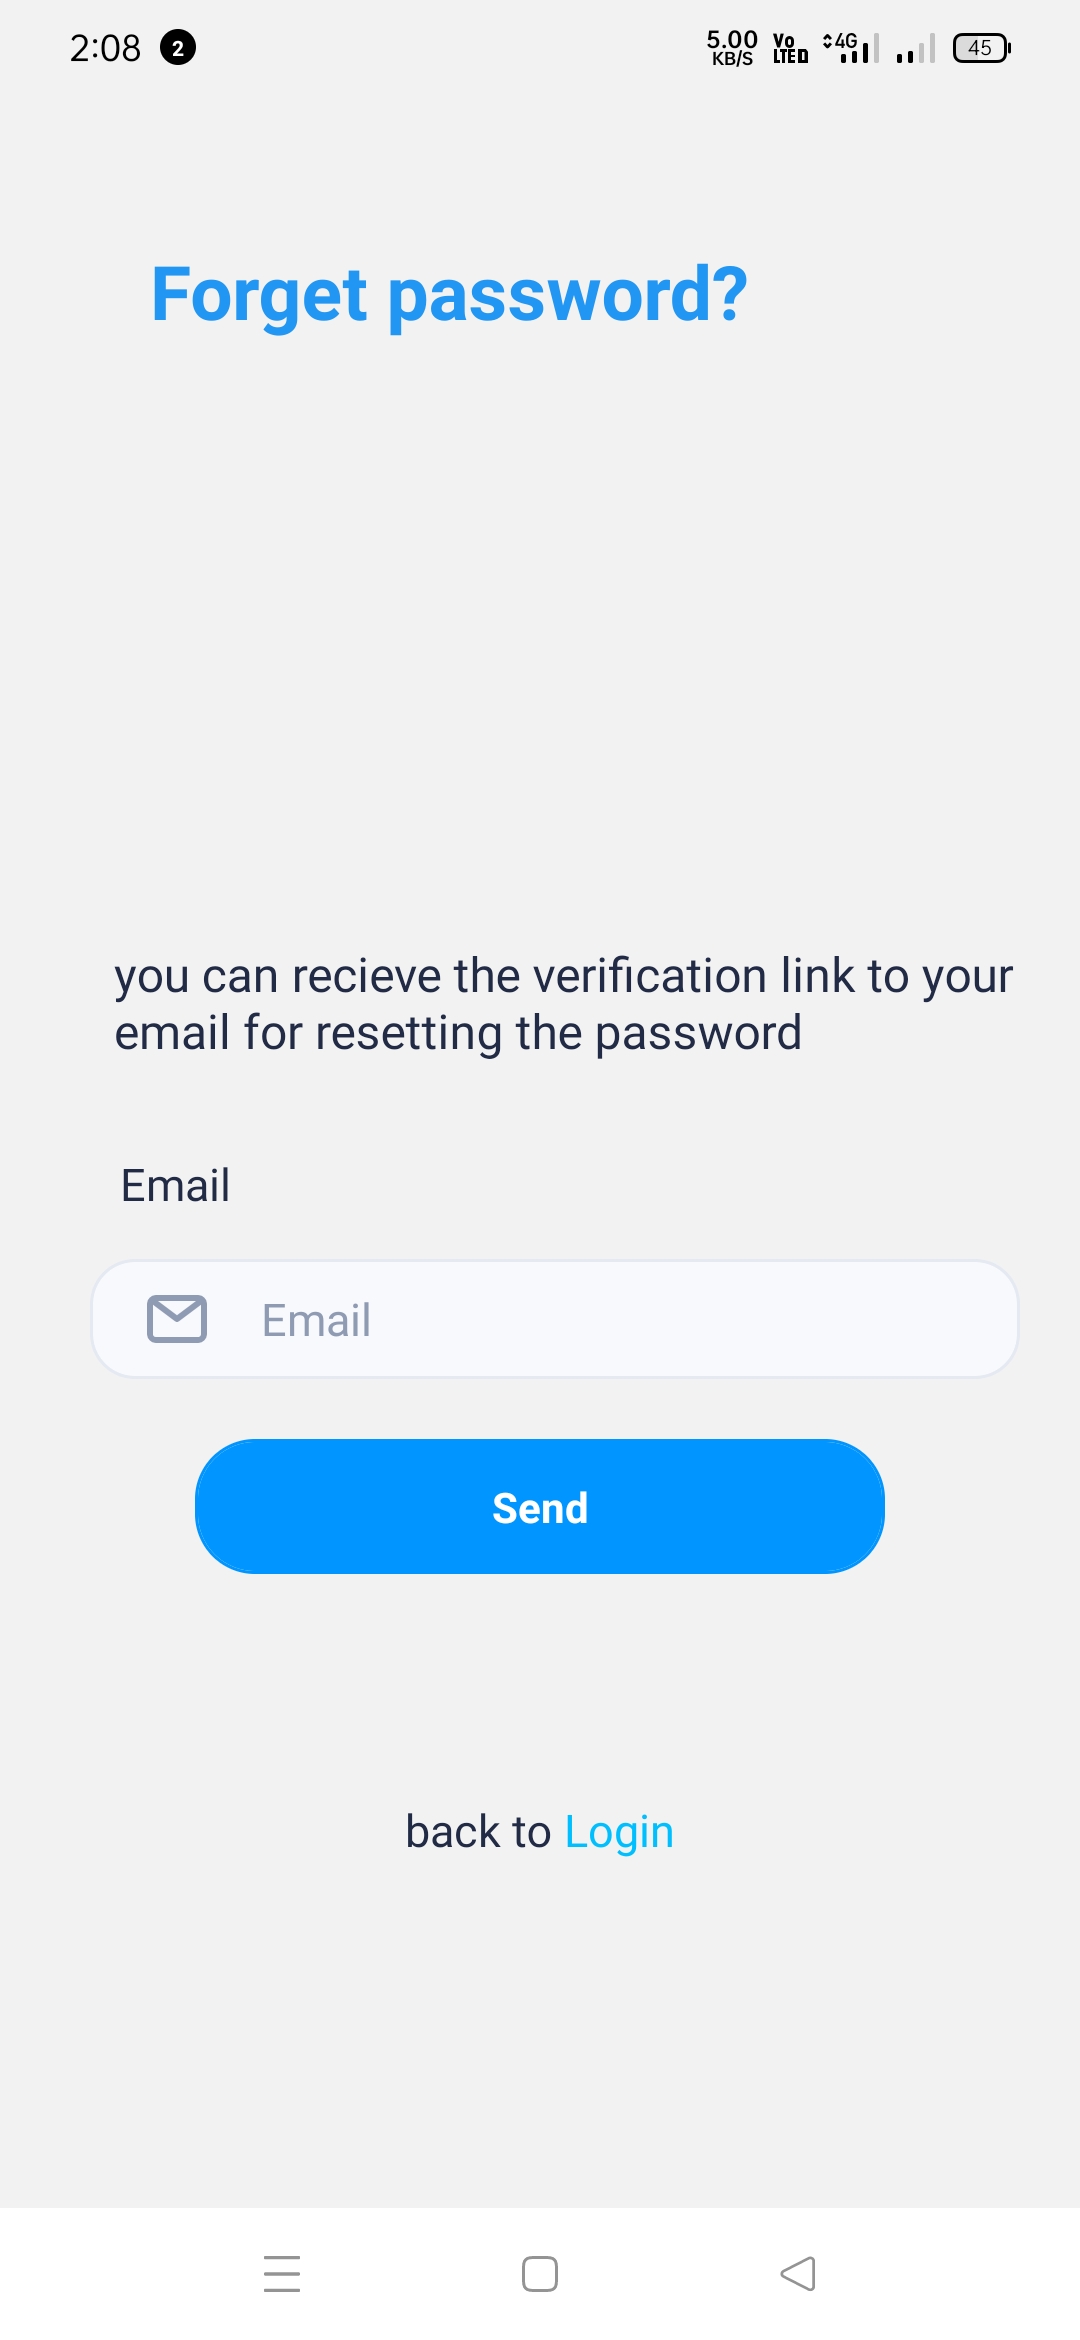 2:08 2 5.00 KB/S Vo LTE D 4G 45
Forget password?
you can recieve the verification link to your
email for resetting the password
Email
Email
Send
back to Login